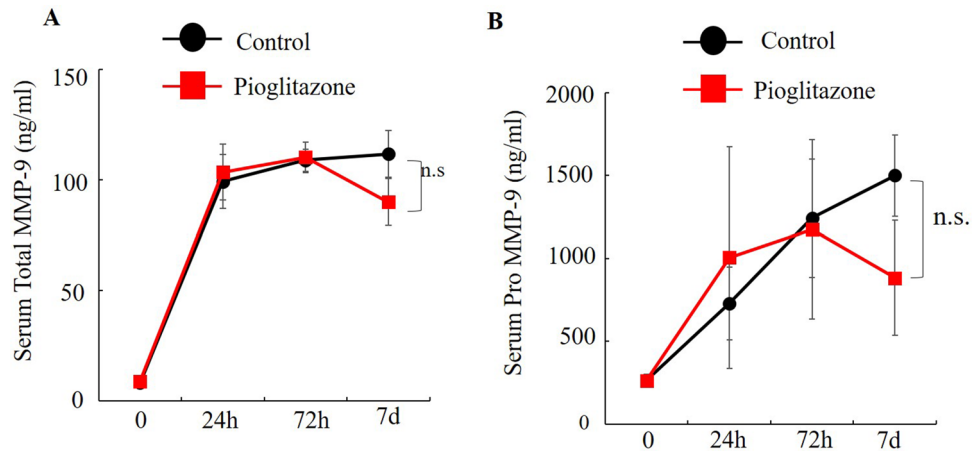 A
Control
Pioglitazone
Serum Total MMP-9 (ng/ml)
150
100
50
0
0
24h
72h
7d
n.s
B
Control
Pioglitazone
Serum Pro MMP-9 (ng/ml)
2000
1500
1000
500
0
0
24h
72h
7d
n.s.